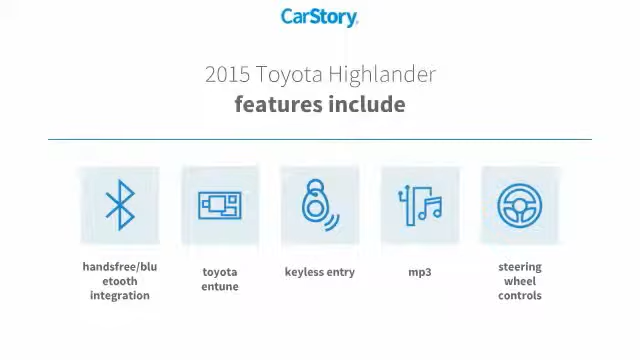 CarStory
2015 Toyota Highlander
features include
handsfree/blu
etooth
integration
toyota
entune
keyless entry
mp3
steering
wheel
controls